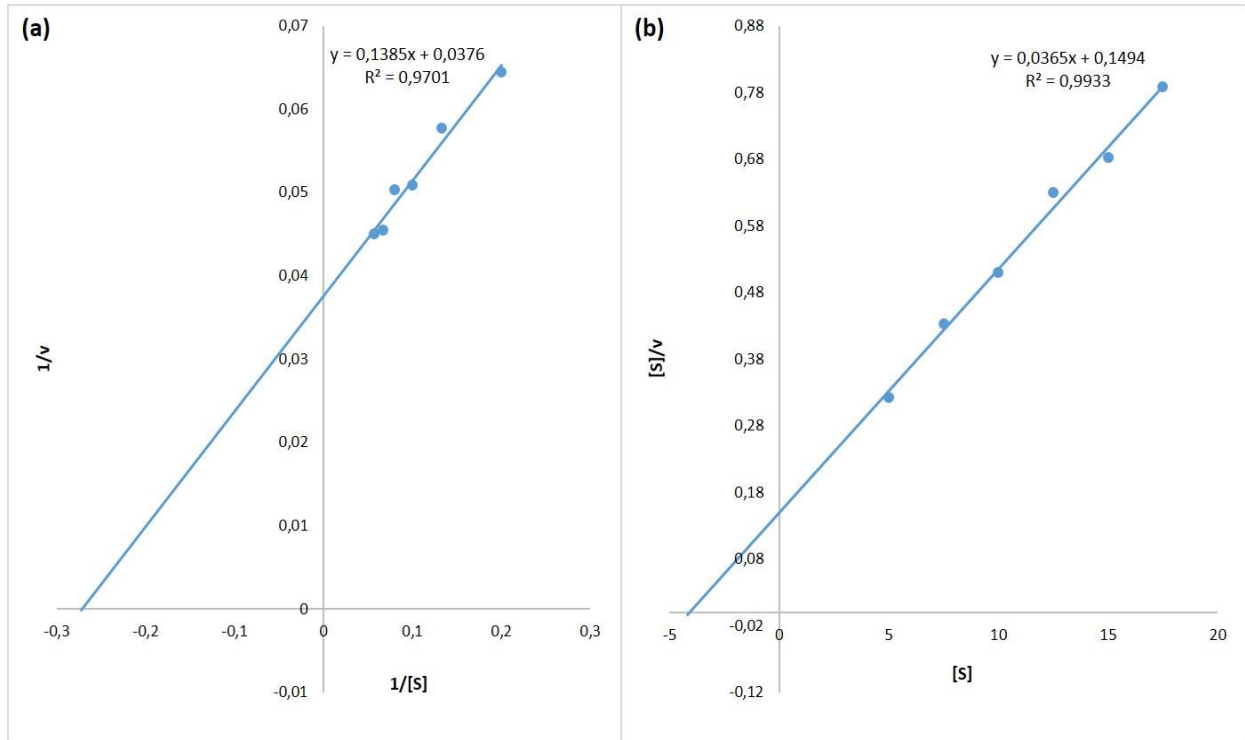 (a)
0,07
y = 0,1385x + 0,0376
R² = 0,9701
0,06
0,05
0,04
1/v
0,03
0,02
0,01
0
-0,3 -0,2 -0,1 0 0,1 0,2 0,3
1/[S]
-0,01
(b)
0,88
y = 0,0365x + 0,1494
R² = 0,9933
0,78
0,68
0,58
0,48
[S]/v
0,38
0,28
0,18
0,08
-0,02
-5 0 5 10 15 20
[S]
-0,12